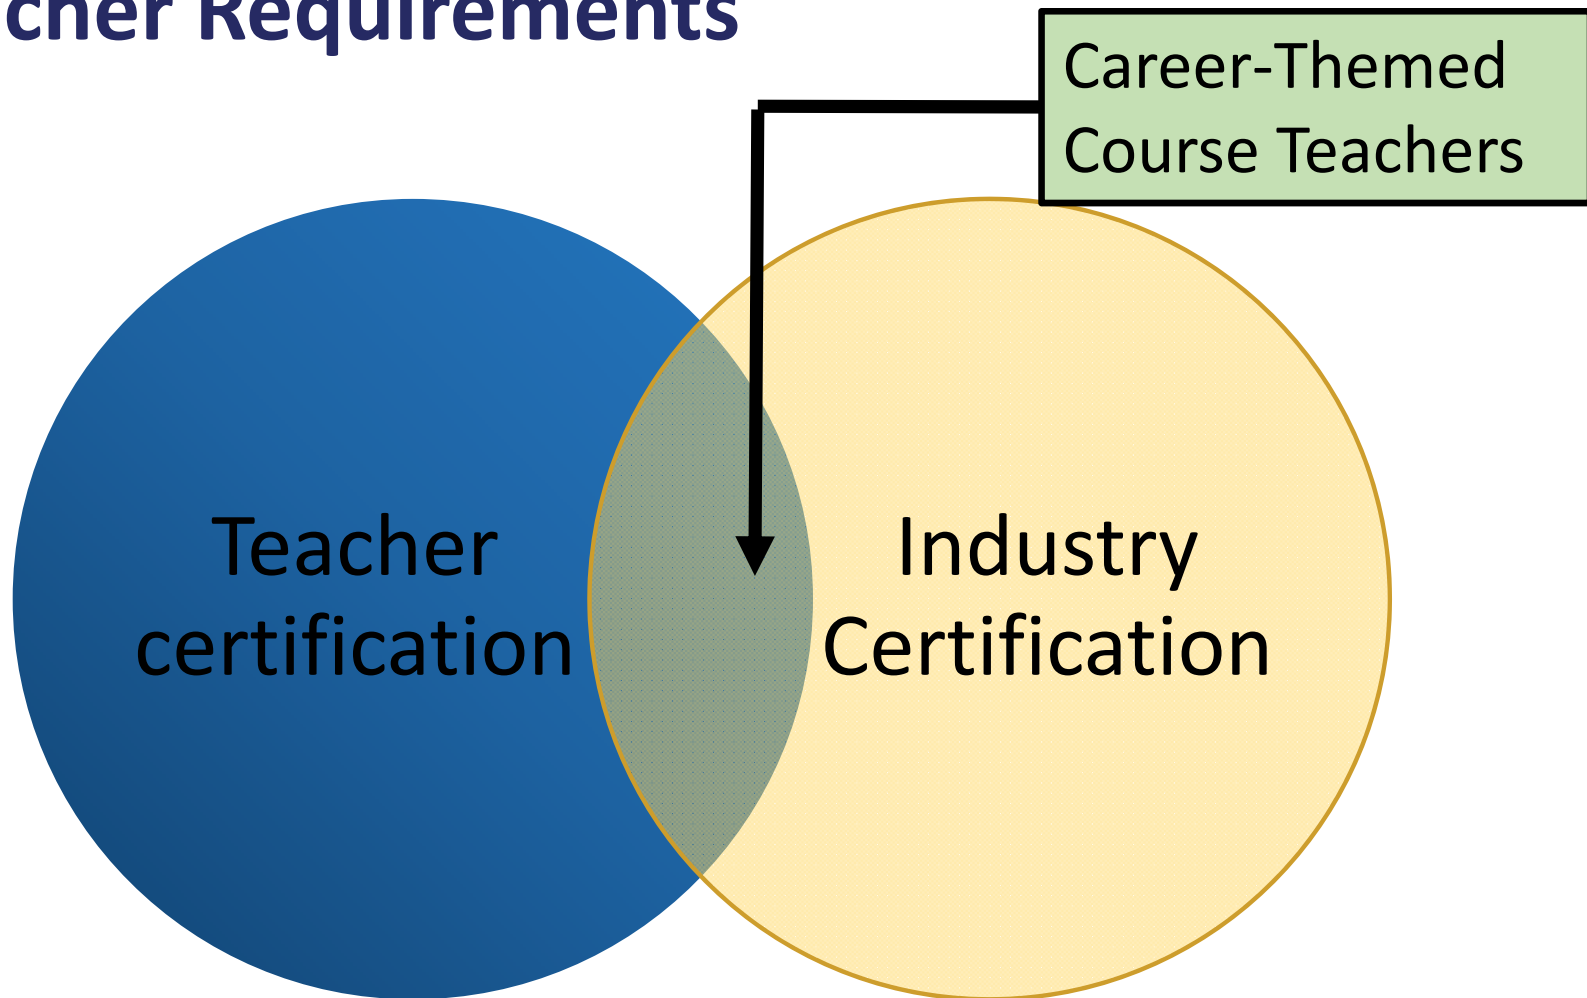 cher Requirements
Career-Themed
Course Teachers
Teacher
certification
Industry
Certification